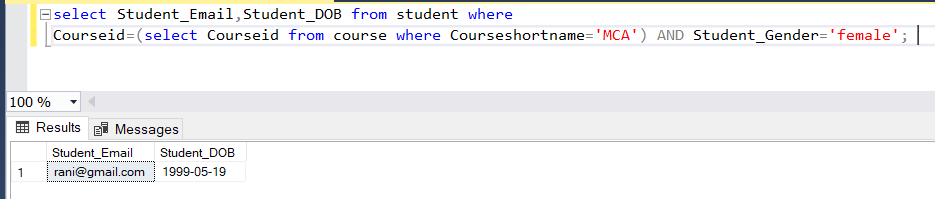 select Student_Email,Student_DOB from student where
Courseid=(select Courseid from course where Courseshortname='MCA') AND Student_Gender='female';
100 %
Results Messages
Student_Email Student_DOB
1 rani@gmail.com 1999-05-19